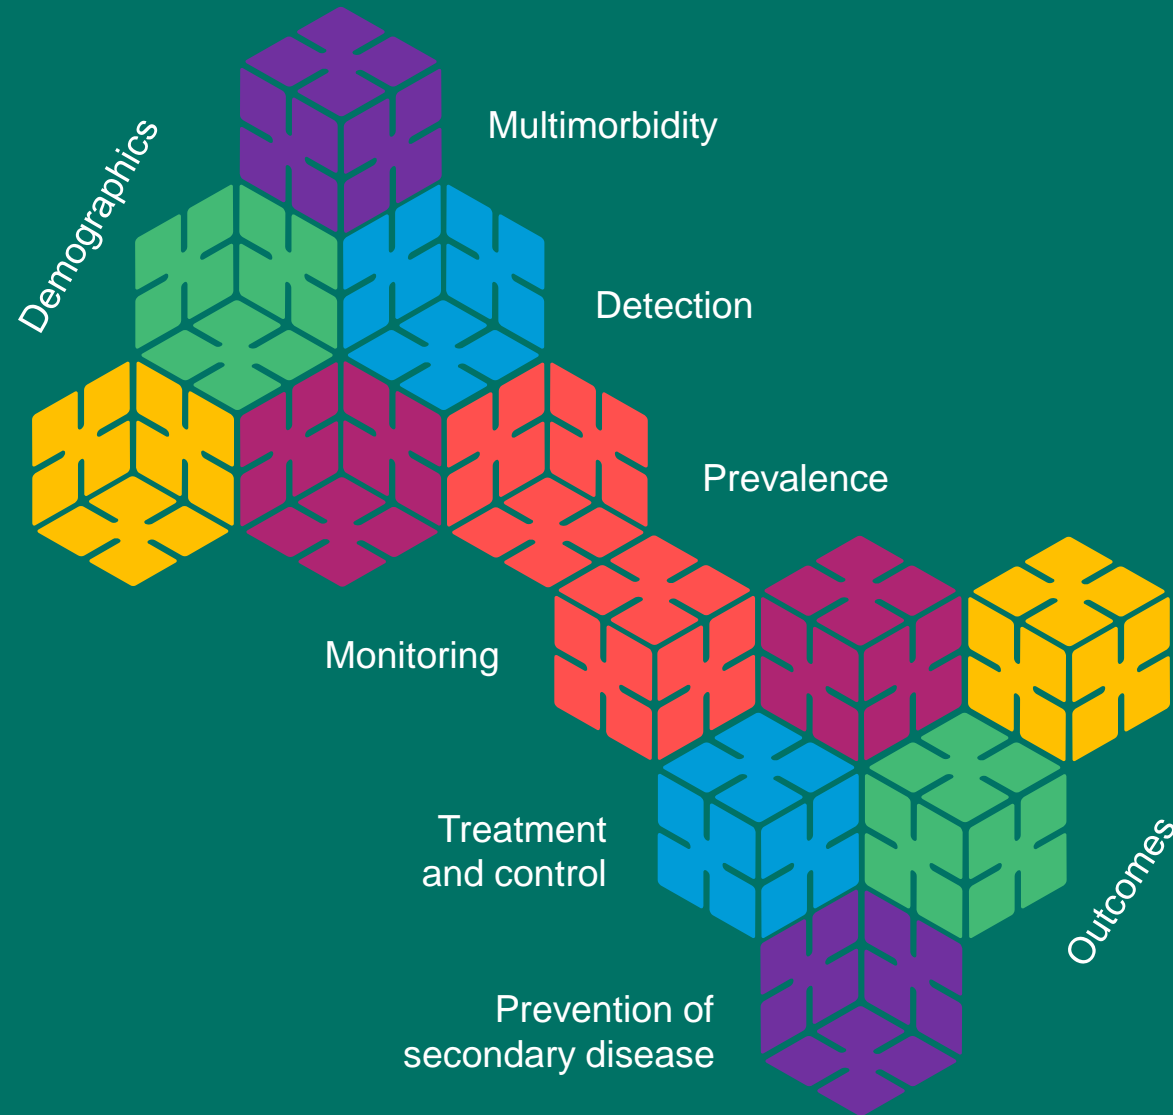 Multimorbidity
Demographics
Detection
Prevalence
Monitoring
Treatment
and control
Outcomes
Prevention of
secondary disease